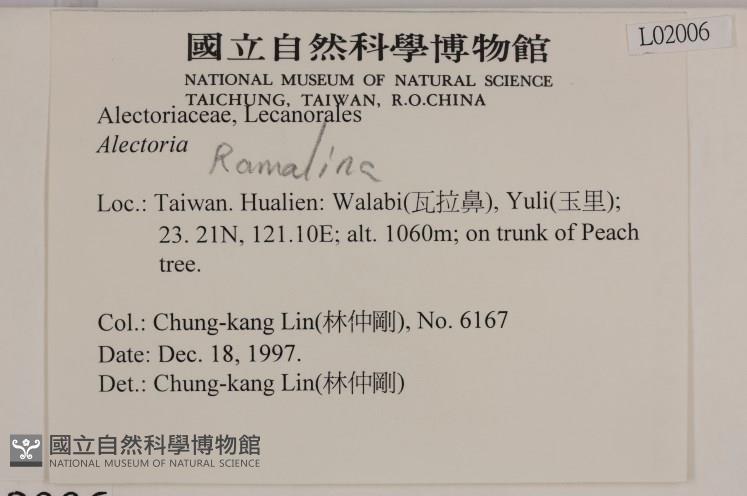 國立自然科學博物館
L02006
NATIONAL MUSEUM OF NATURAL SCIENCE
TAICHUNG, TAIWAN, R.O.CHINA
Alectoriaceae, Lecanorales
Alectoria
Ramalina
Loc.: Taiwan. Hualien: Walabi(瓦拉鼻), Yuli(玉里);
23. 21N, 121.10E; alt. 1060m; on trunk of Peach
tree.
Col.: Chung-kang Lin(林仲剛), No. 6167
Date: Dec. 18, 1997.
Det.: Chung-kang Lin(林仲剛)
國立自然科學博物館
NATIONAL MUSEUM OF NATURAL SCIENCE